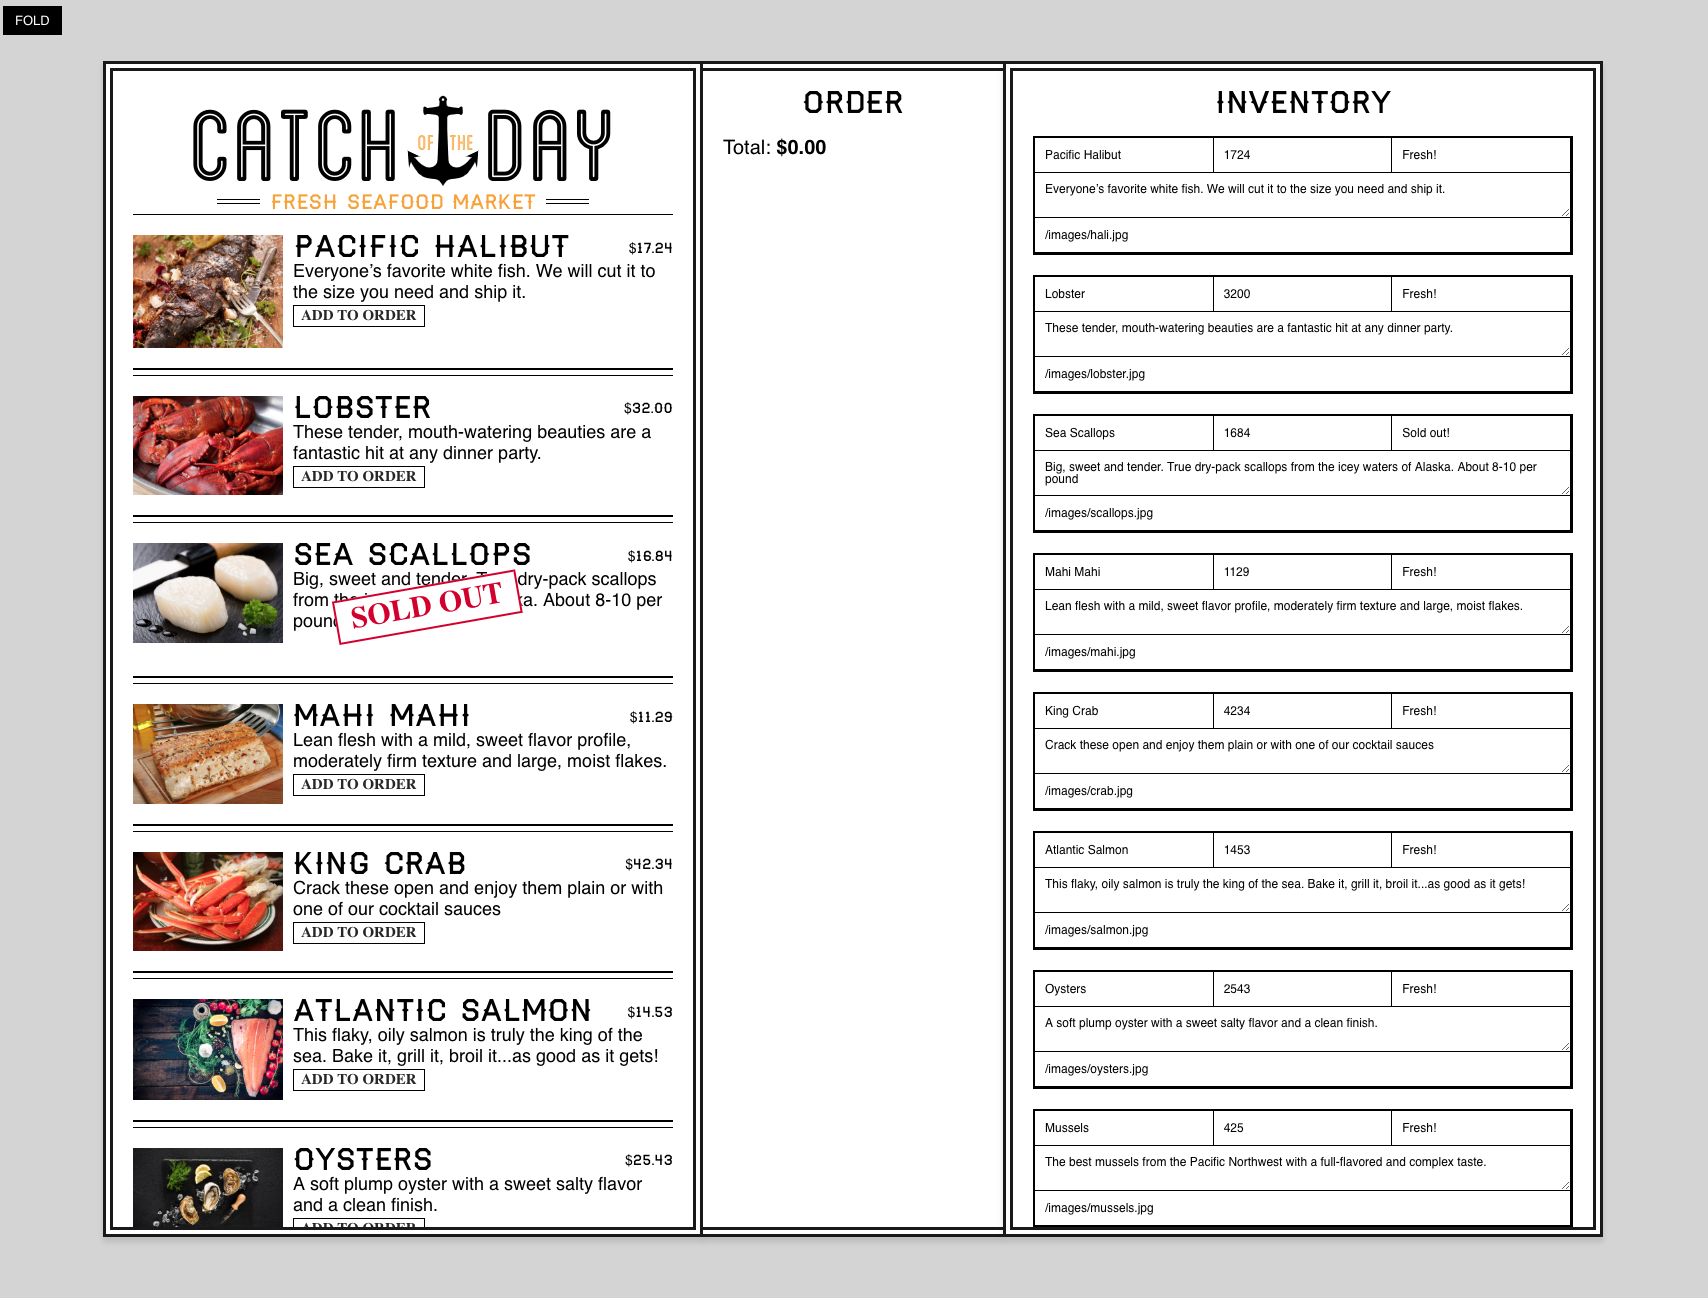 FOLD
CATCH OF THE DAY
FRESH SEAFOOD MARKET
PACIFIC HALIBUT
$17.24
Everyone’s favorite white fish. We will cut it to
the size you need and ship it.
ADD TO ORDER
LOBSTER
$32.00
These tender, mouth-watering beauties are a
fantastic hit at any dinner party.
ADD TO ORDER
SEA SCALLOPS
$16.84
Big, sweet and tender. dry-pack scallops
from About 8-10 per
SOLD OUT
MAHI MAHI
$11.29
Lean flesh with a mild, sweet flavor profile,
moderately firm texture and large, moist flakes.
ADD TO ORDER
KING CRAB
$42.34
Crack these open and enjoy them plain or with
one of our cocktail sauces
ADD TO ORDER
ATLANTIC SALMON
$14.53
This flaky, oily salmon is truly the king of the
sea. Bake it, grill it, broil it...as good as it gets!
ADD TO ORDER
OYSTERS
$25.43
A soft plump oyster with a sweet salty flavor
and a clean finish.
ADD TO ORDER
ORDER
Total: $0.00
INVENTORY
Pacific Halibut
1724
Fresh!
Everyone’s favorite white fish. We will cut it to the size you need and ship it.
/images/hali.jpg
Lobster
3200
Fresh!
These tender, mouth-watering beauties are a fantastic hit at any dinner party.
/images/lobster.jpg
Sea Scallops
1684
Sold out!
Big, sweet and tender. True dry-pack scallops from the icey waters of Alaska. About 8-10 per
pound
/images/scallops.jpg
Mahi Mahi
1129
Fresh!
Lean flesh with a mild, sweet flavor profile, moderately firm texture and large, moist flakes.
/images/mahi.jpg
King Crab
4234
Fresh!
Crack these open and enjoy them plain or with one of our cocktail sauces
/images/crab.jpg
Atlantic Salmon
1453
Fresh!
This flaky, oily salmon is truly the king of the sea. Bake it, grill it, broil it...as good as it gets!
/images/salmon.jpg
Oysters
2543
Fresh!
A soft plump oyster with a sweet salty flavor and a clean finish.
/images/oysters.jpg
Mussels
425
Fresh!
The best mussels from the Pacific Northwest with a full-flavored and complex taste.
/images/mussels.jpg